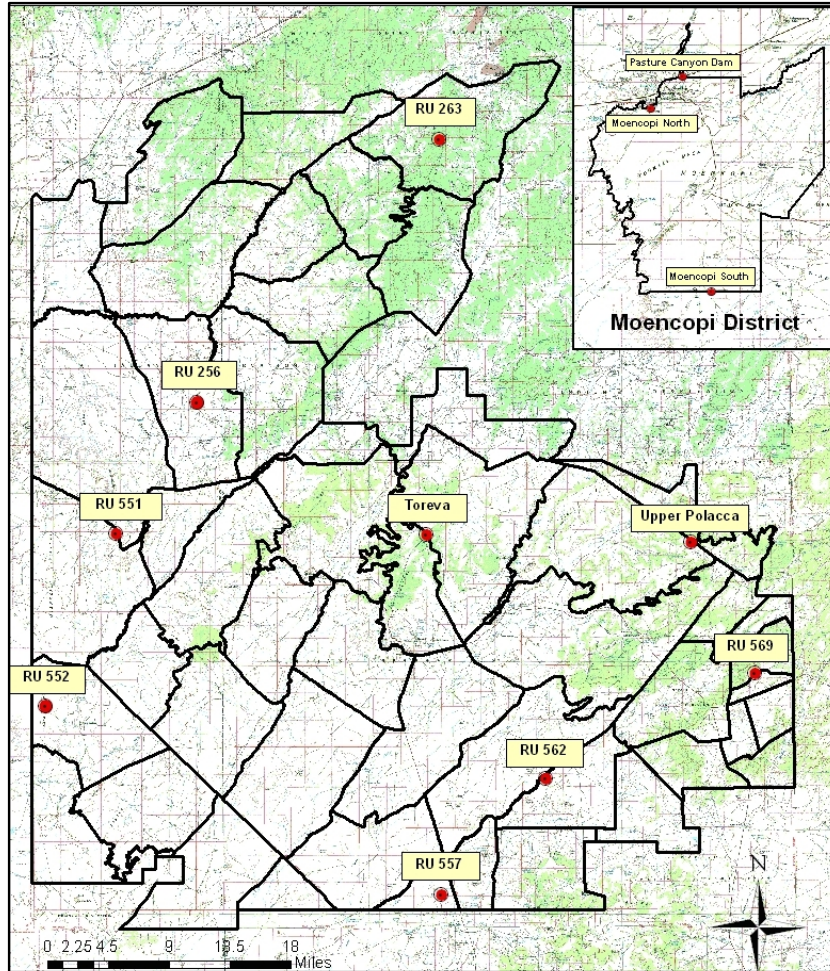 RU 263
Pasture Canyon Dam
Moencopi North
Moencopi South
Moencopi District
RU 256
RU 551
Toreva
Upper Polacca
RU 552
RU 569
RU 562
RU 557
N
0 2.25 4.5 9 13.5 18
Miles